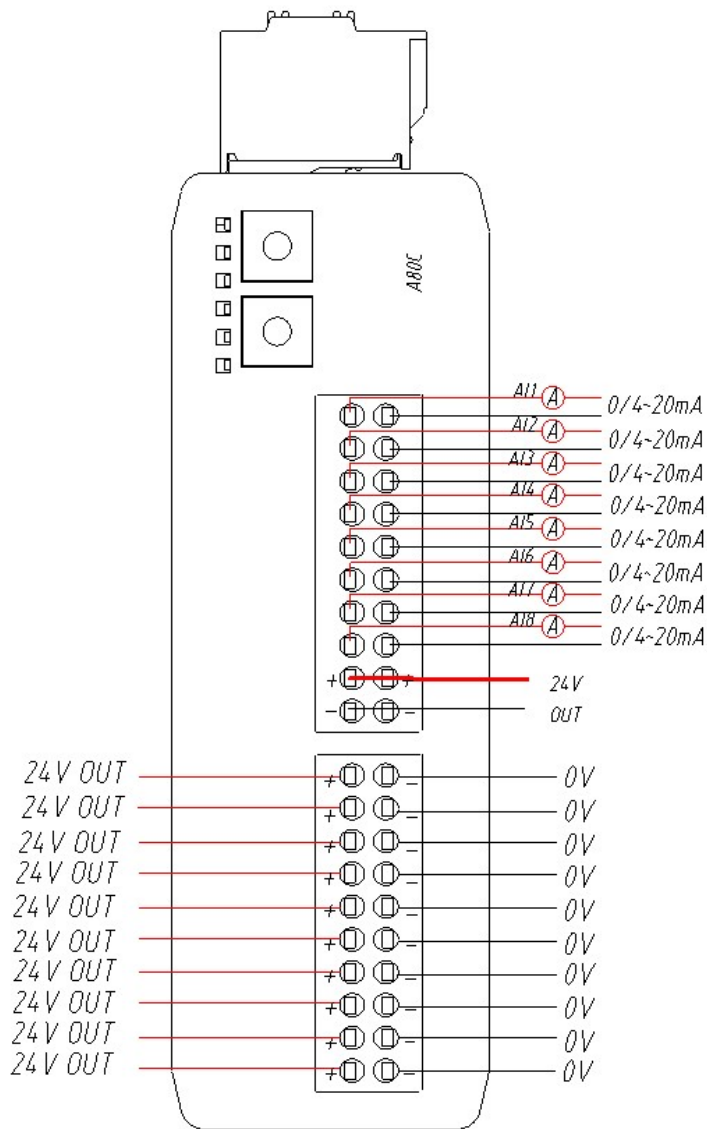 A80C
AI1 A 0/4~20mA
AI2 A 0/4~20mA
AI3 A 0/4~20mA
AI4 A 0/4~20mA
AI5 A 0/4~20mA
AI6 A 0/4~20mA
AI7 A 0/4~20mA
AI8 A 0/4~20mA
+ + 24V
- - OUT
24V OUT + - 0V
24V OUT + - 0V
24V OUT + - 0V
24V OUT + - 0V
24V OUT + - 0V
24V OUT + - 0V
24V OUT + - 0V
24V OUT + - 0V
24V OUT + - 0V
24V OUT + - 0V